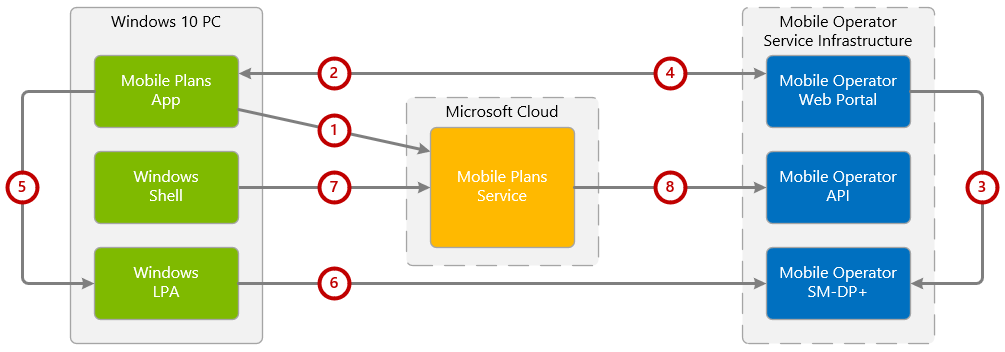 Windows 10 PC
Mobile Operator
Service Infrastructure
Mobile Plans
App
2
4
Mobile Operator
Web Portal
Microsoft Cloud
1
Mobile Plans
Service
5
Windows
Shell
7
8
Mobile Operator
API
3
Windows
LPA
6
Mobile Operator
SM-DP+